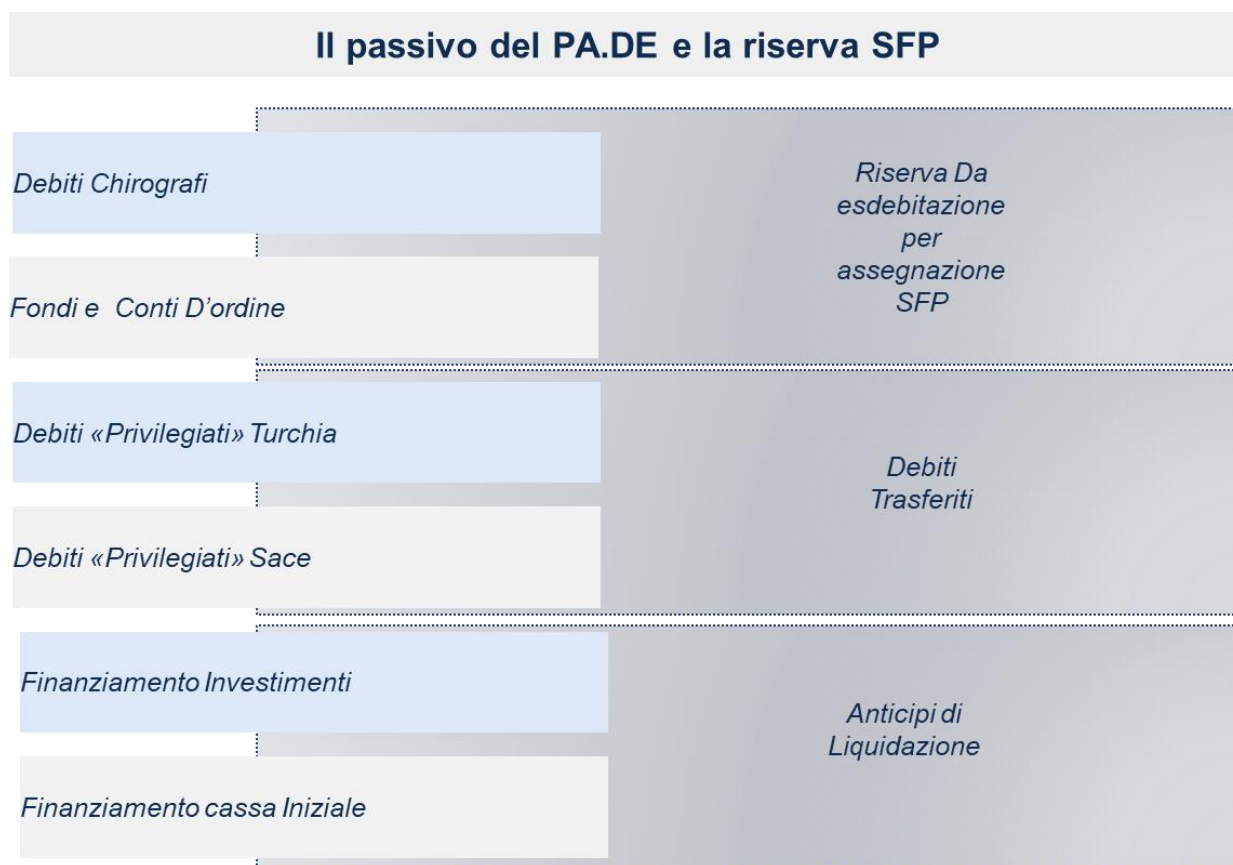 Il passivo del PA.DE e la riserva SFP
Debiti Chirografi
Fondi e Conti D'ordine
Riserva Da
esdebitazione
per
assegnazione
SFP
Debiti «Privilegiati» Turchia
Debiti «Privilegiati» Sace
Debiti
Trasferiti
Finanziamento Investimenti
Finanziamento cassa Iniziale
Anticipi di
Liquidazione